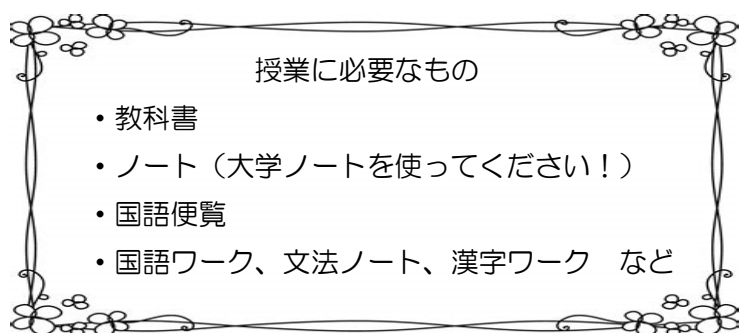 授業に必要なもの
・教科書
・ノート（大学ノートを使ってください！）
・国語便覧
・国語ワーク、文法ノート、漢字ワーク　など